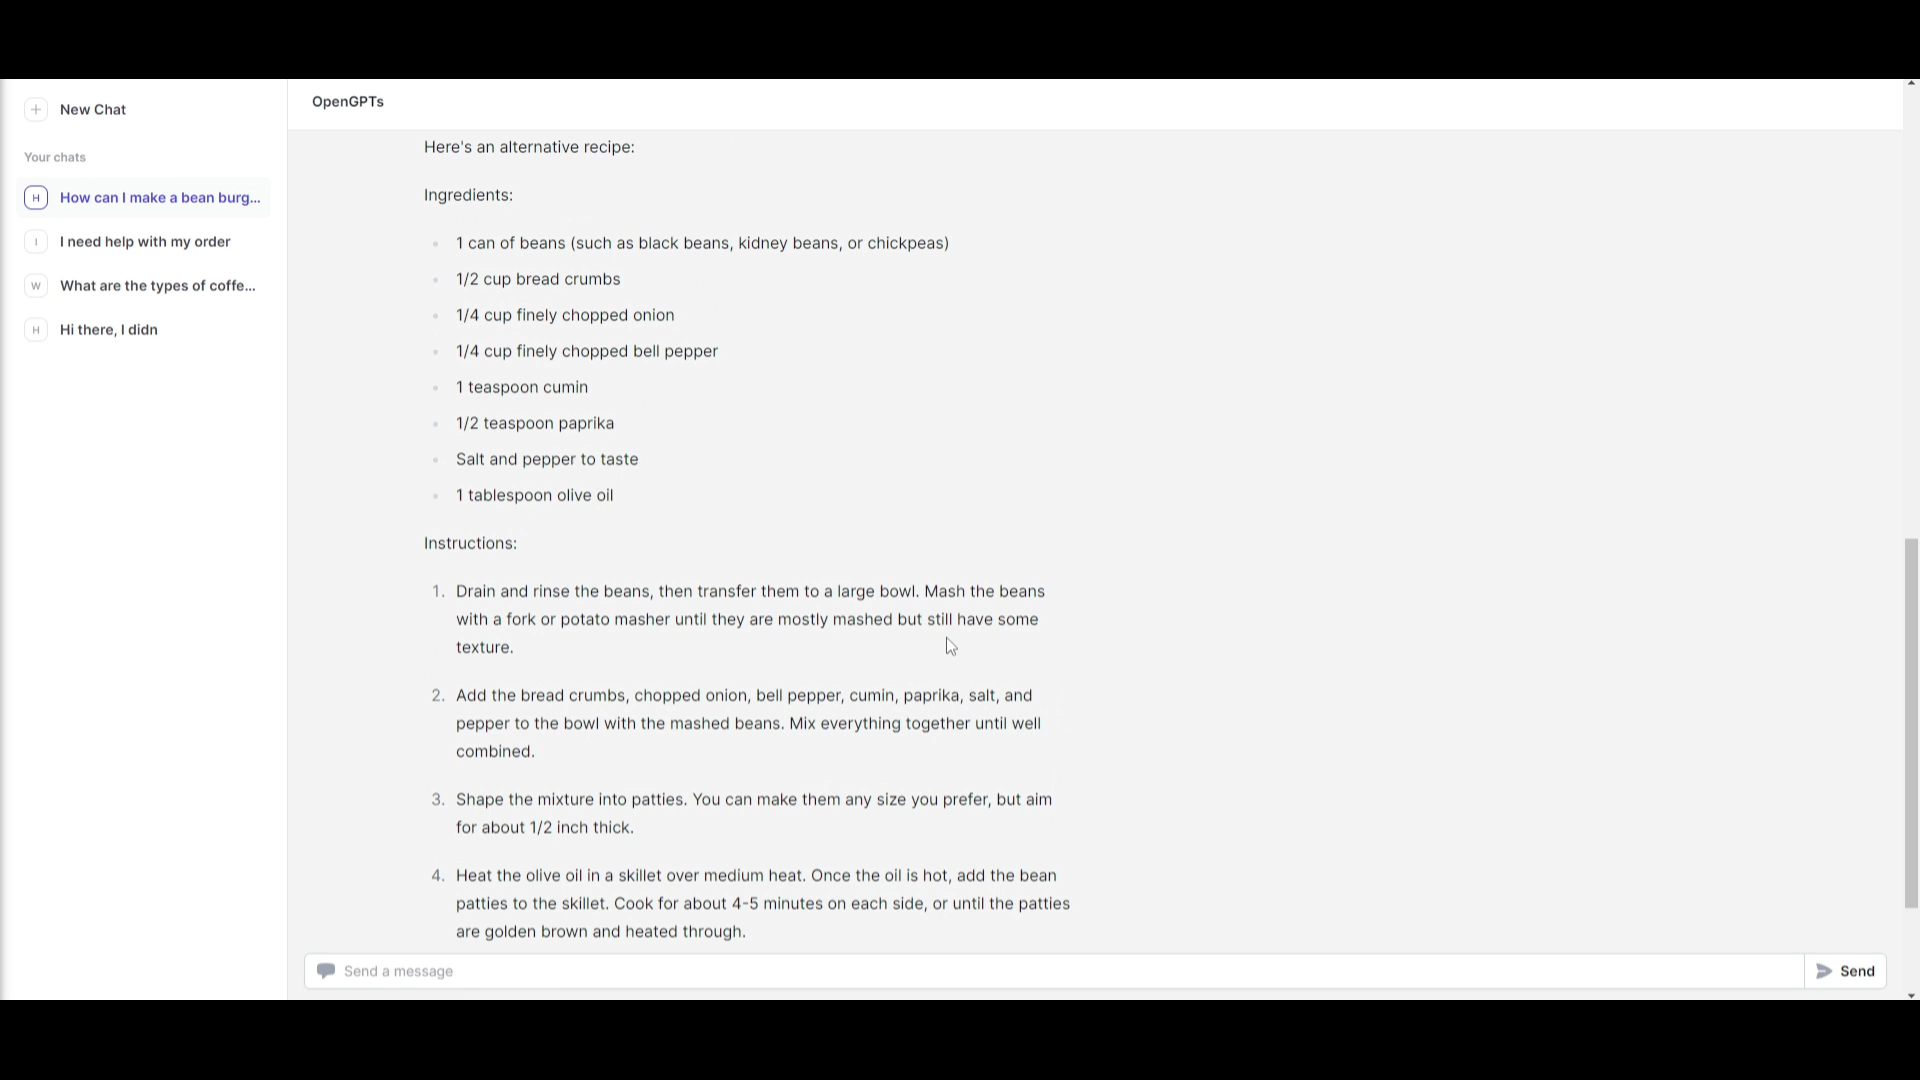 New Chat
Your chats
H
How can I make a bean burg...
I
I need help with my order
W
What are the types of coffe...
H
Hi there, I didn
OpenGPTs
Here's an alternative recipe:
Ingredients:
1 can of beans (such as black beans, kidney beans, or chickpeas)
1/2 cup bread crumbs
1/4 cup finely chopped onion
1/4 cup finely chopped bell pepper
1 teaspoon cumin
1/2 teaspoon paprika
Salt and pepper to taste
1 tablespoon olive oil
Instructions:
1. Drain and rinse the beans, then transfer them to a large bowl. Mash the beans
with a fork or potato masher until they are mostly mashed but still have some
texture.
2. Add the bread crumbs, chopped onion, bell pepper, cumin, paprika, salt, and
pepper to the bowl with the mashed beans. Mix everything together until well
combined.
3. Shape the mixture into patties. You can make them any size you prefer, but aim
for about 1/2 inch thick.
4. Heat the olive oil in a skillet over medium heat. Once the oil is hot, add the bean
patties to the skillet. Cook for about 4-5 minutes on each side, or until the patties
are golden brown and heated through.
Send a message
Send